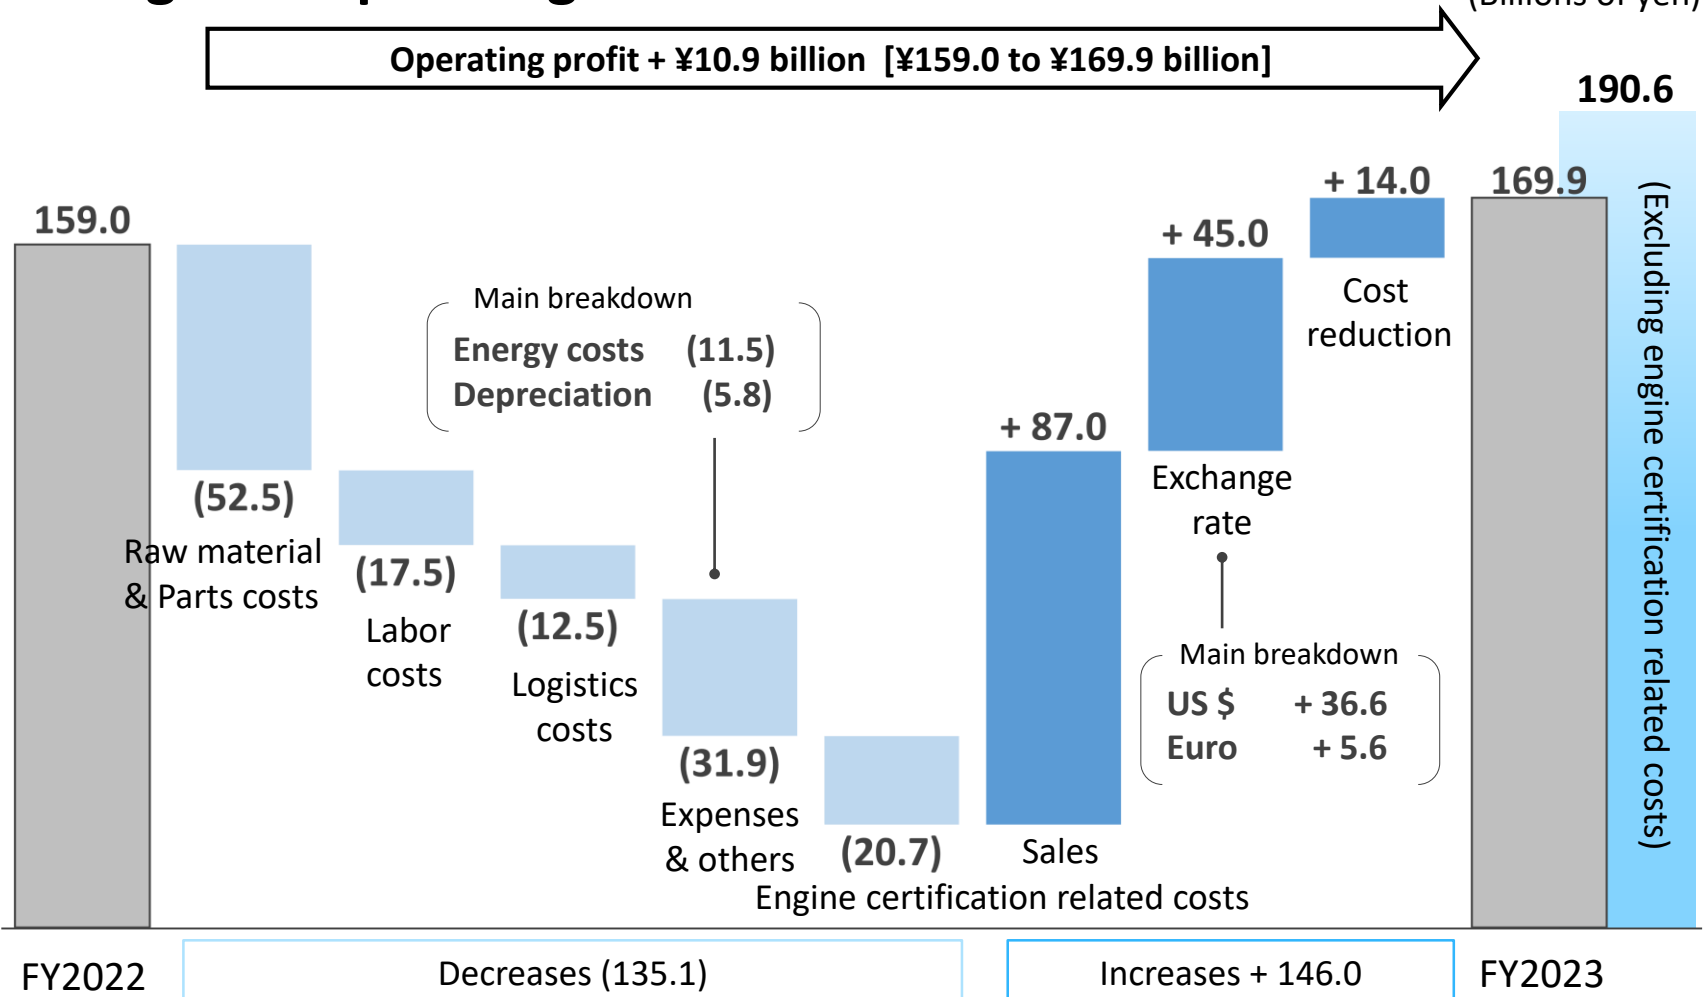 (Billions of yen)
Operating profit + ¥10.9 billion [¥159.0 to ¥169.9 billion]
190.6
159.0
(52.5)
Raw material
& Parts costs
(17.5)
Labor
costs
(12.5)
Logistics
costs
Main breakdown
Energy costs (11.5)
Depreciation (5.8)
(31.9)
Expenses
& others
(20.7)
Engine certification related costs
+ 87.0
Sales
+ 45.0
Exchange
rate
Main breakdown
US $ + 36.6
Euro + 5.6
+ 14.0
Cost
reduction
169.9
(Excluding engine certification related costs)
FY2022
Decreases (135.1)
Increases + 146.0
FY2023